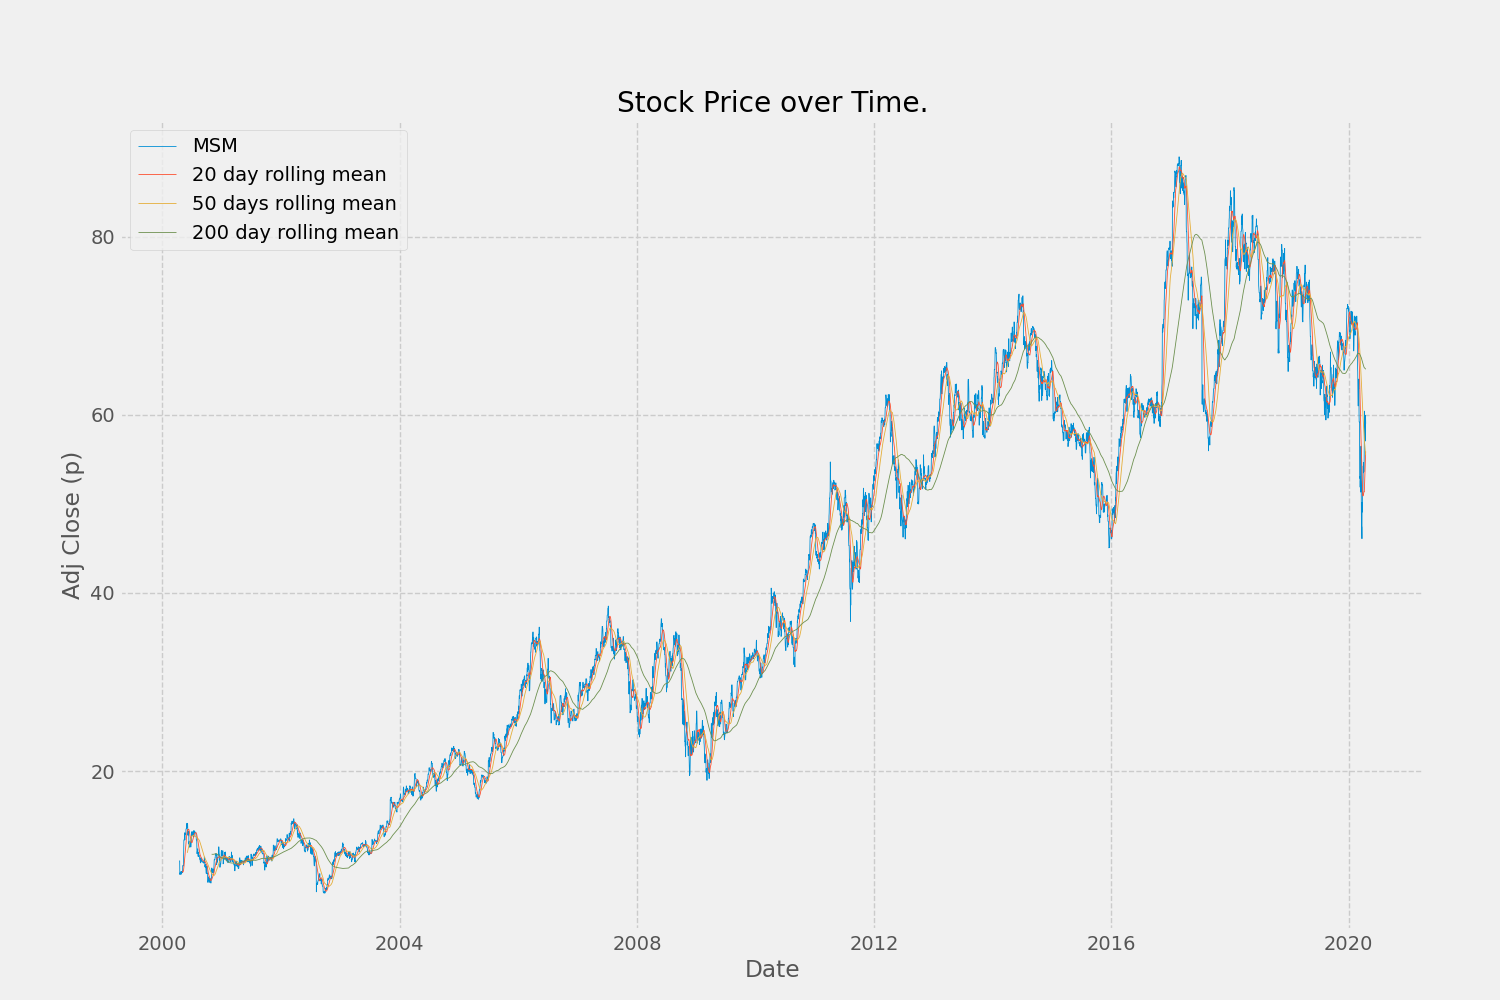 Stock Price over Time.
MSM
20 day rolling mean
50 days rolling mean
200 day rolling mean
80
60
40
20
Adj Close (p)
2000 2004 2008 2012 2016 2020
Date